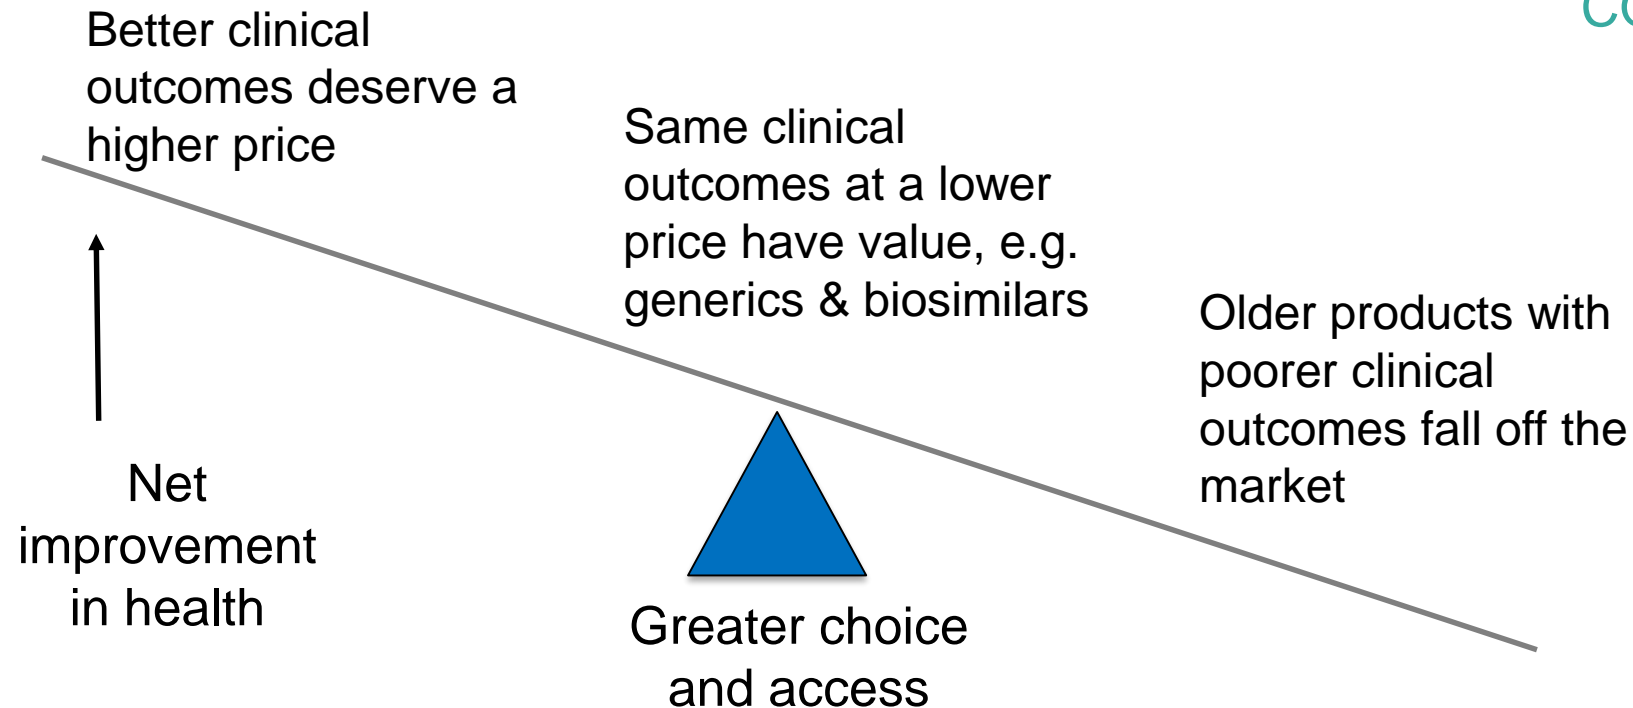 Better clinical
outcomes deserve a
higher price
Same clinical
outcomes at a lower
price have value, e.g.
generics & biosimilars
Older products with
poorer clinical
outcomes fall off the
market
Net
improvement
in health
Greater choice
and access